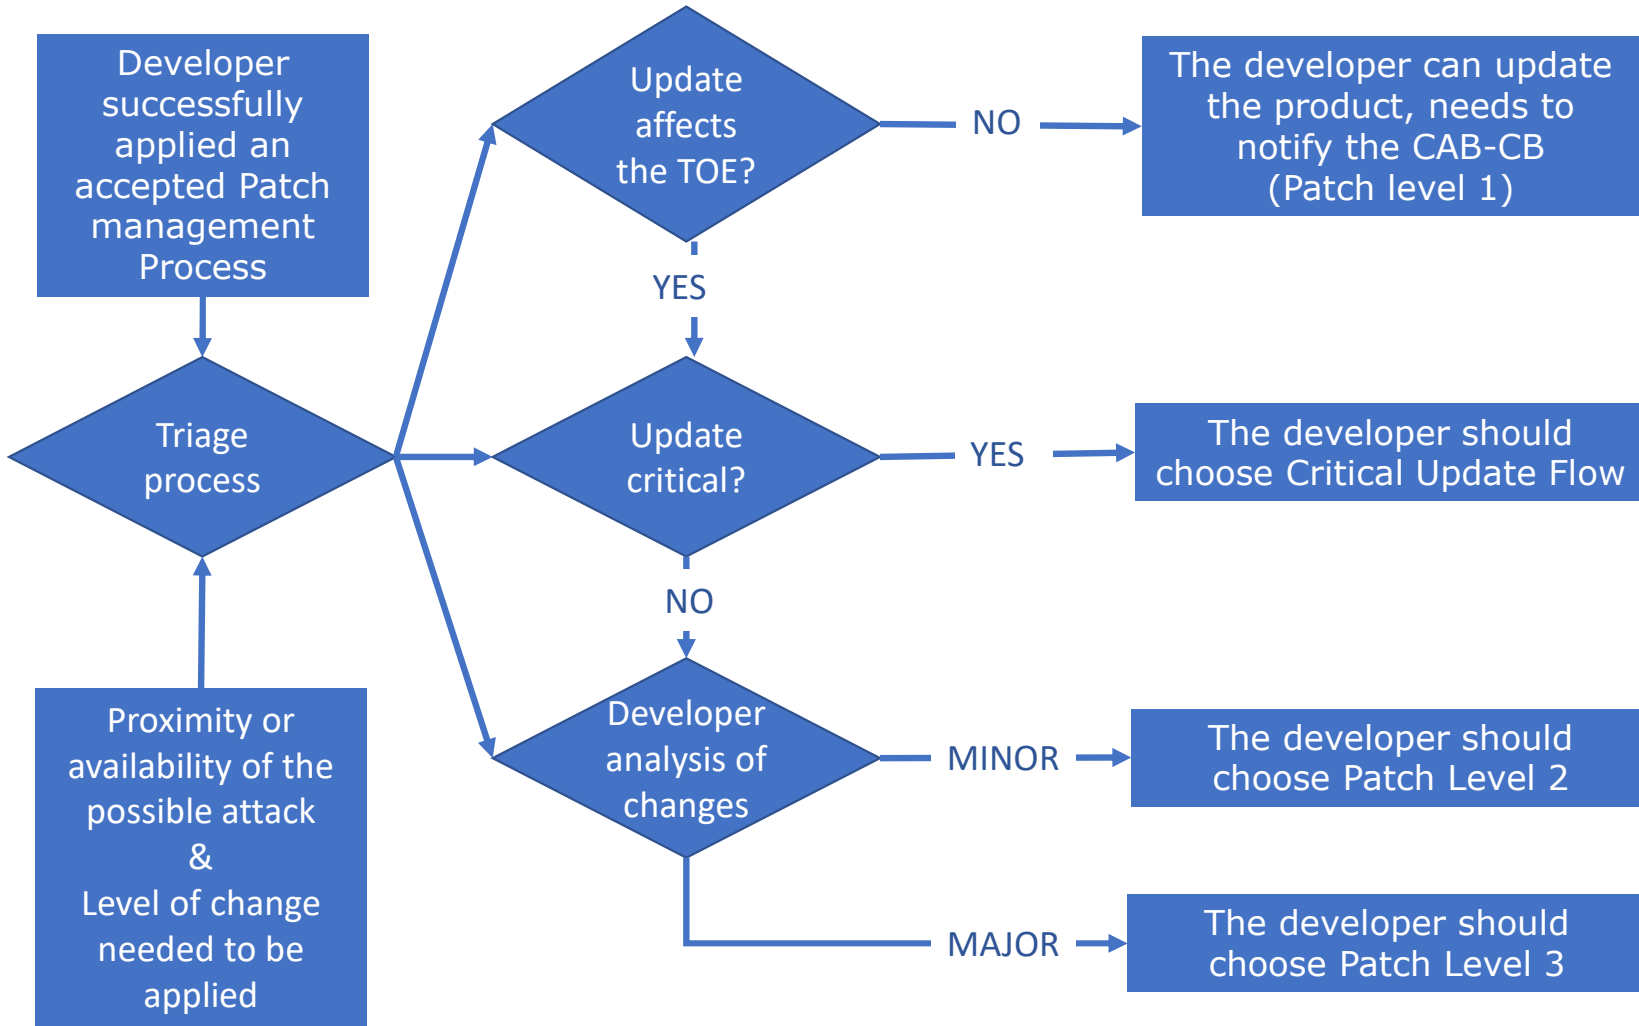 Developer
successfully
applied an
accepted Patch
management
Process
Triage
process
Proximity or
availability of the
possible attack
&
Level of change
needed to be
applied
Update
affects
the TOE?
NO
The developer can update
the product, needs to
notify the CAB-CB
(Patch level 1)
YES
Update
critical?
YES
The developer should
choose Critical Update Flow
NO
Developer
analysis of
changes
MINOR
The developer should
choose Patch Level 2
MAJOR
The developer should
choose Patch Level 3